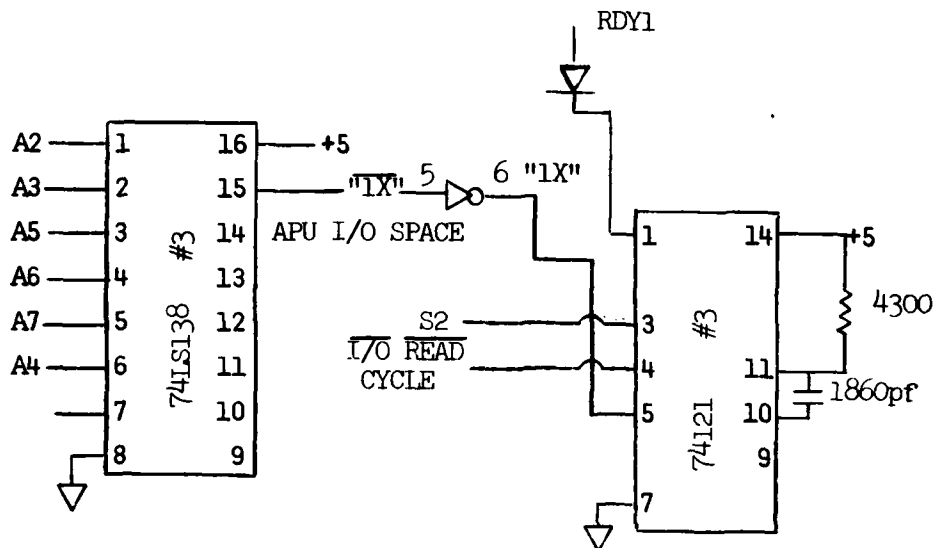 RDY1
A2 1 16 +5
A3 2 15 "1X" 5 6 "1X"
A5 3 14 APU I/O SPACE
A6 4 13
A7 5 12
A4 6 11
7 10
8 9
74LS138 #3
1 14 +5
4300
S2 3
I/O READ 4
CYCLE
5
11
1860pf
10
9
7
74121 #3